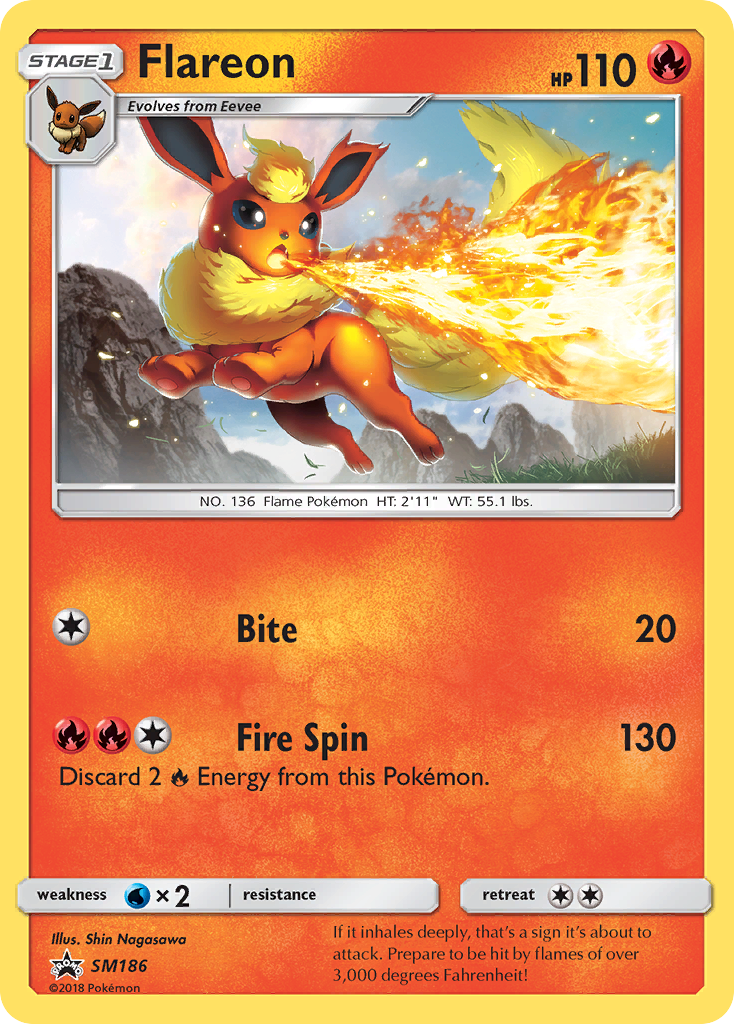 STAGE1
Flareon
HP 110
Evolves from Eevee
NO. 136 Flame Pokémon HT: 2'11" WT: 55.1 lbs.
Bite 20
Fire Spin 130
Discard 2 Energy from this Pokémon.
weakness ×2 resistance retreat
Illus. Shin Nagasawa
PROMO SM186
©2018 Pokémon
If it inhales deeply, that's a sign it's about to
attack. Prepare to be hit by flames of over
3,000 degrees Fahrenheit!